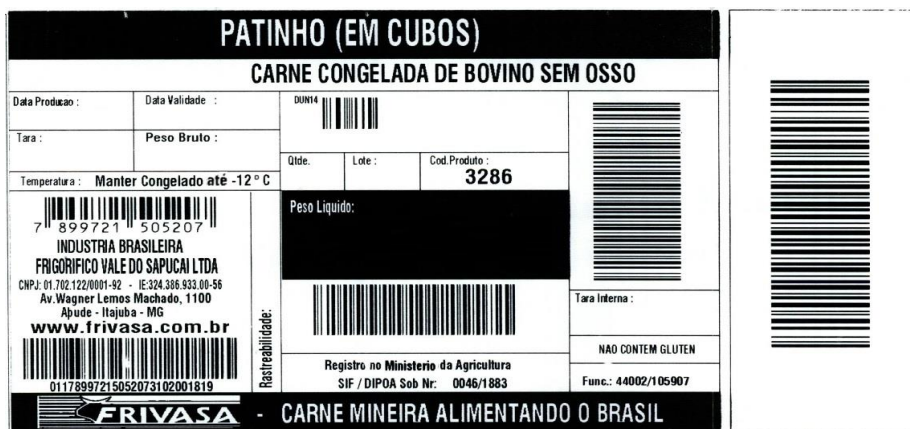 PATINHO (EM CUBOS)
CARNE CONGELADA DE BOVINO SEM OSSO
Data Producao :
Data Validade :
DUN14
Tara :
Peso Bruto :
Qtde.
Lote :
Cod.Produto :
3286
Temperatura : Manter Congelado até -12° C
Peso Liquido:
7 899721 505207
INDUSTRIA BRASILEIRA
FRIGORIFICO VALE DO SAPUCAI LTDA
CNPJ: 01.702.122/0001-92 - IE:324.386.933.00-56
Av.Wagner Lemos Machado, 1100
Apude - Itajuba - MG
www.frivasa.com.br
01178997215052073102001819
Rastreabilidade:
Registro no Ministerio da Agricultura
SIF / DIPOA Sob Nr: 0046/1883
Tara Interna :
NAO CONTEM GLUTEN
Func.: 44002/105907
FRIVASA - CARNE MINEIRA ALIMENTANDO O BRASIL